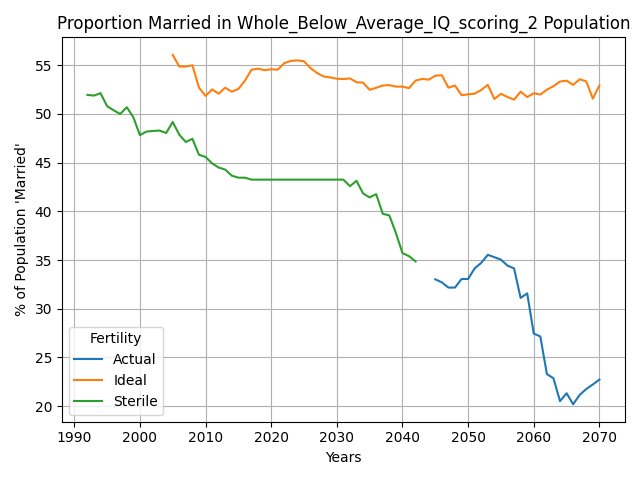 Proportion Married in Whole_Below_Average_IQ_scoring_2 Population
% of Population 'Married'
55
50
45
40
35
30
25
20
Fertility
Actual
Ideal
Sterile
1990 2000 2010 2020 2030 2040 2050 2060 2070
Years